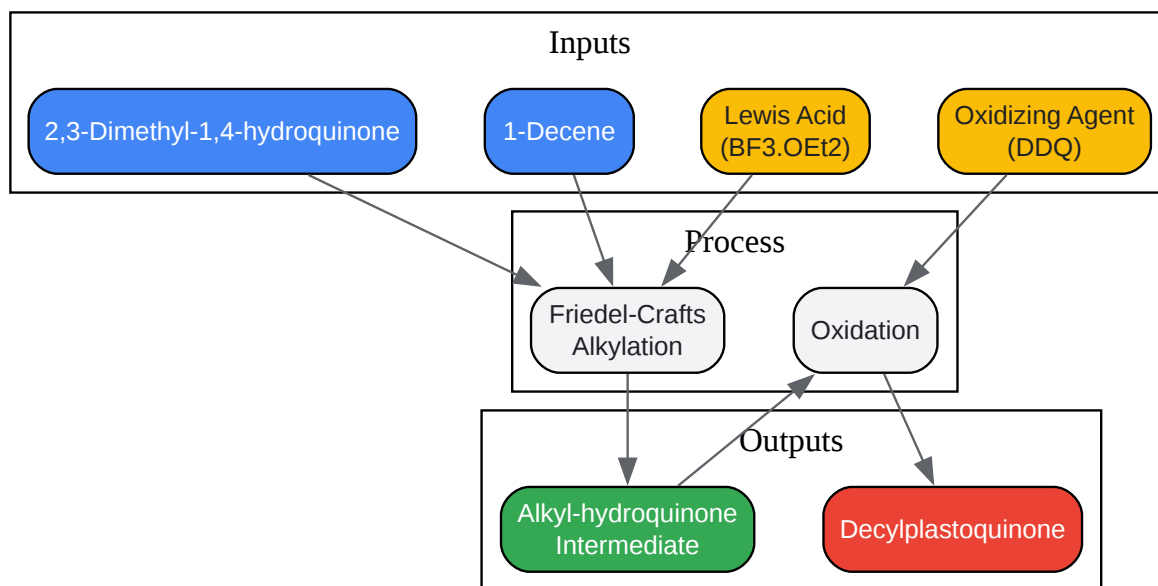 Inputs
2,3-Dimethyl-1,4-hydroquinone
1-Decene
Lewis Acid
(BF3.OEt2)
Oxidizing Agent
(DDQ)
Process
Friedel-Crafts
Alkylation
Oxidation
Outputs
Alkyl-hydroquinone
Intermediate
Decylplastoquinone